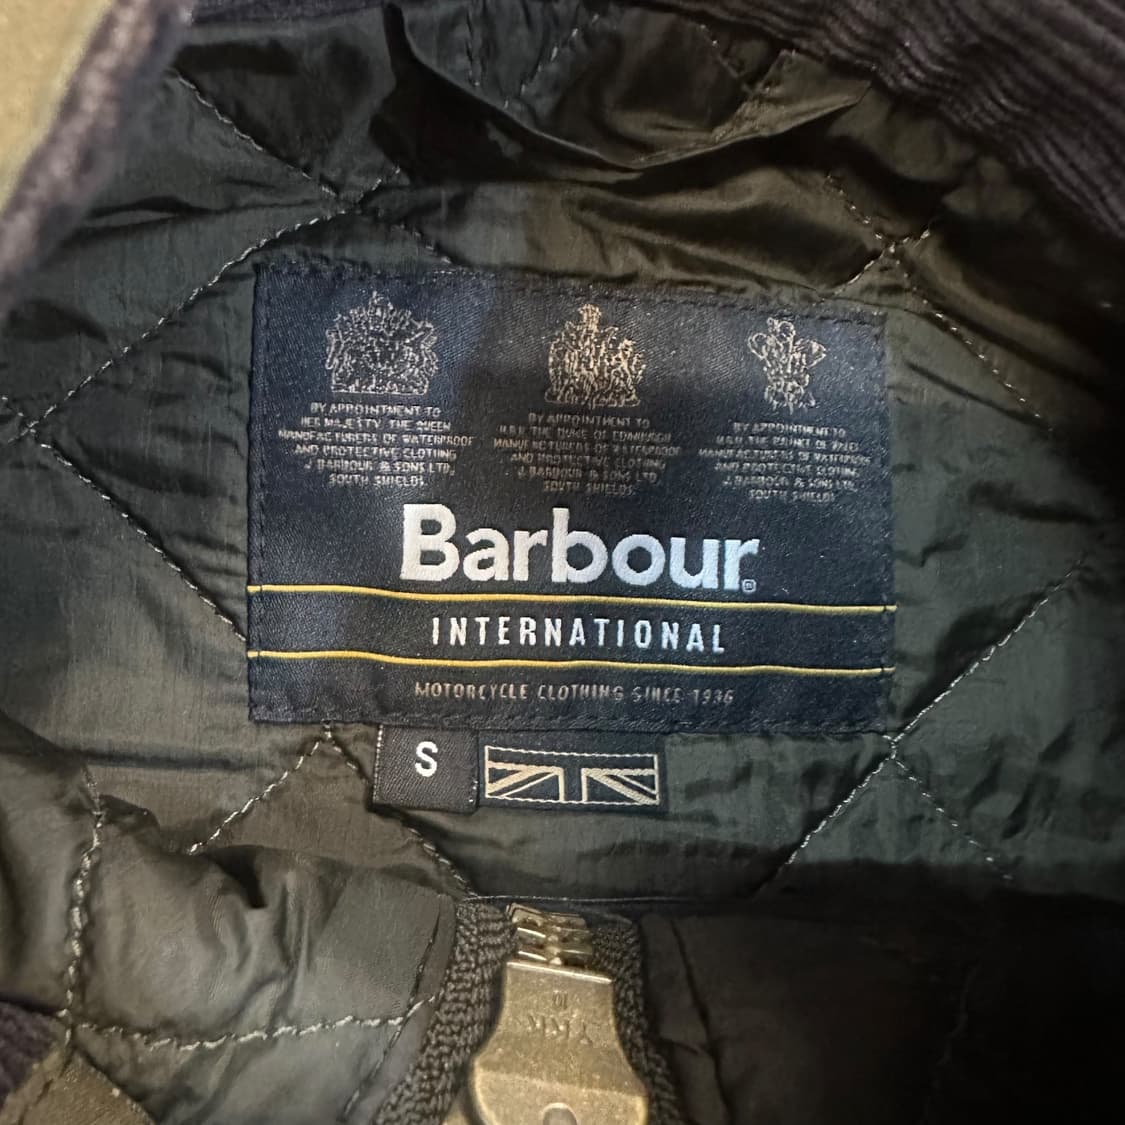 BY APPOINTMENT TO
HER MAJESTY THE QUEEN
MANUFACTURERS OF WATERPROOF
AND PROTECTIVE CLOTHING
J. BARBOUR & SONS LTD.
SOUTH SHIELDS
BY APPOINTMENT TO
H.R.H. THE DUKE OF EDINBURGH
MANUFACTURERS OF WATERPROOF
AND PROTECTIVE CLOTHING
J. BARBOUR & SONS LTD
SOUTH SHIELDS
BY APPOINTMENT TO
H.R.H. THE PRINCE OF WALES
MANUFACTURERS OF WATERPROOF
AND PROTECTIVE CLOTHING
J. BARBOUR & SONS LTD
SOUTH SHIELDS
Barbour®
INTERNATIONAL
MOTORCYCLE CLOTHING SINCE 1936
S
10
YKK